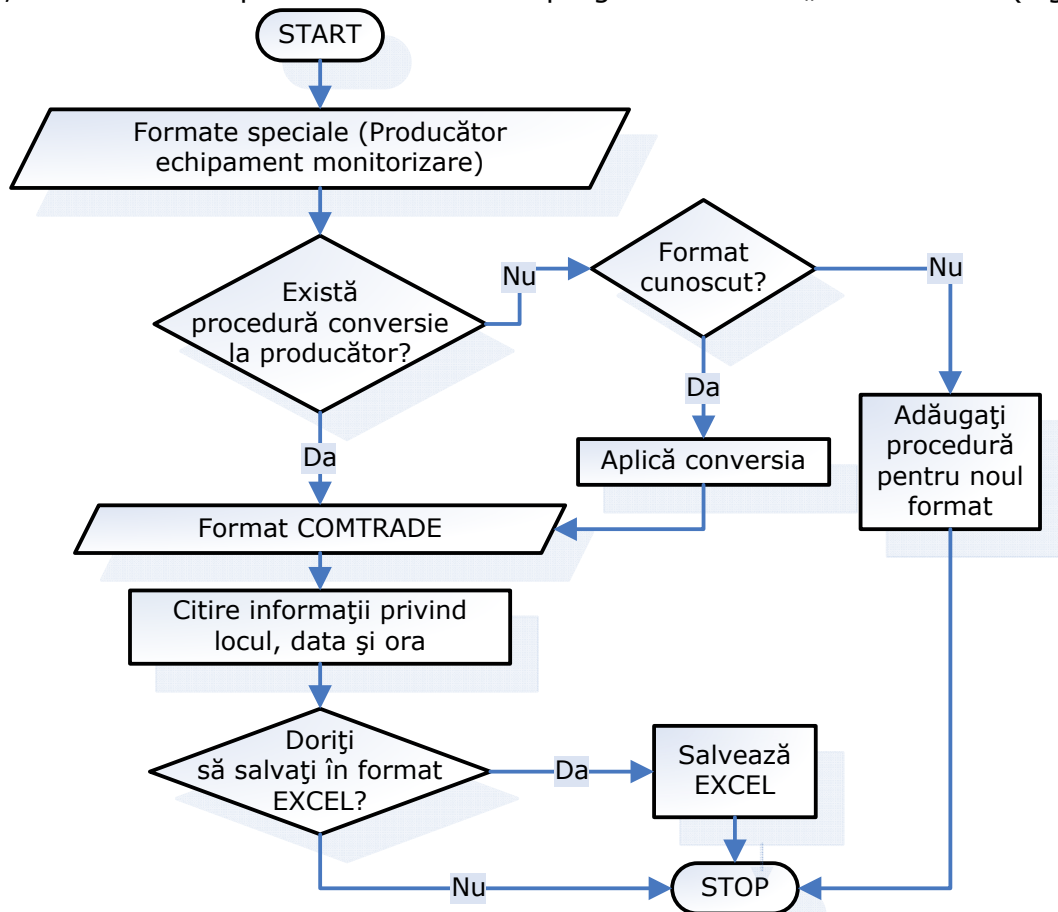 START
Formate speciale (Producător
echipament monitorizare)
Există
procedură conversie
la producător?
Nu
Format
cunoscut?
Nu
Da
Da
Aplică conversia
Adăugaţi
procedură
pentru noul
format
Format COMTRADE
Citire informaţii privind
locul, data şi ora
Doriţi
să salvaţi în format
EXCEL?
Da
Salvează
EXCEL
Nu
STOP